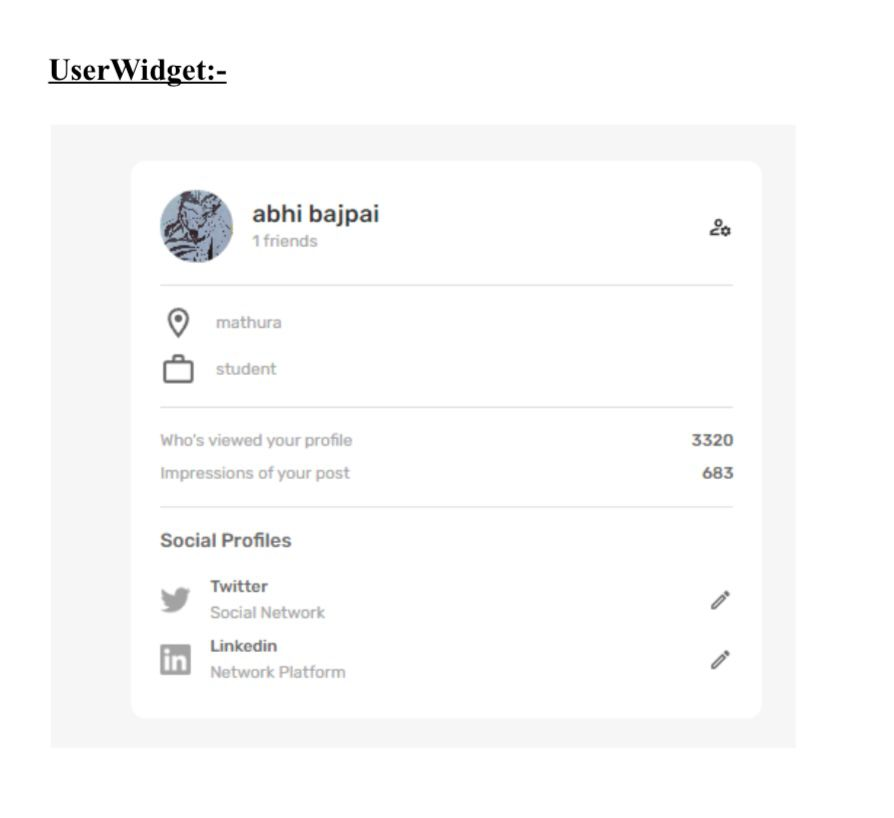 UserWidget:-
abhi bajpai
1 friends
mathura
student
Who's viewed your profile 3320
Impressions of your post 683
Social Profiles
Twitter
Social Network
in
Linkedin
Network Platform